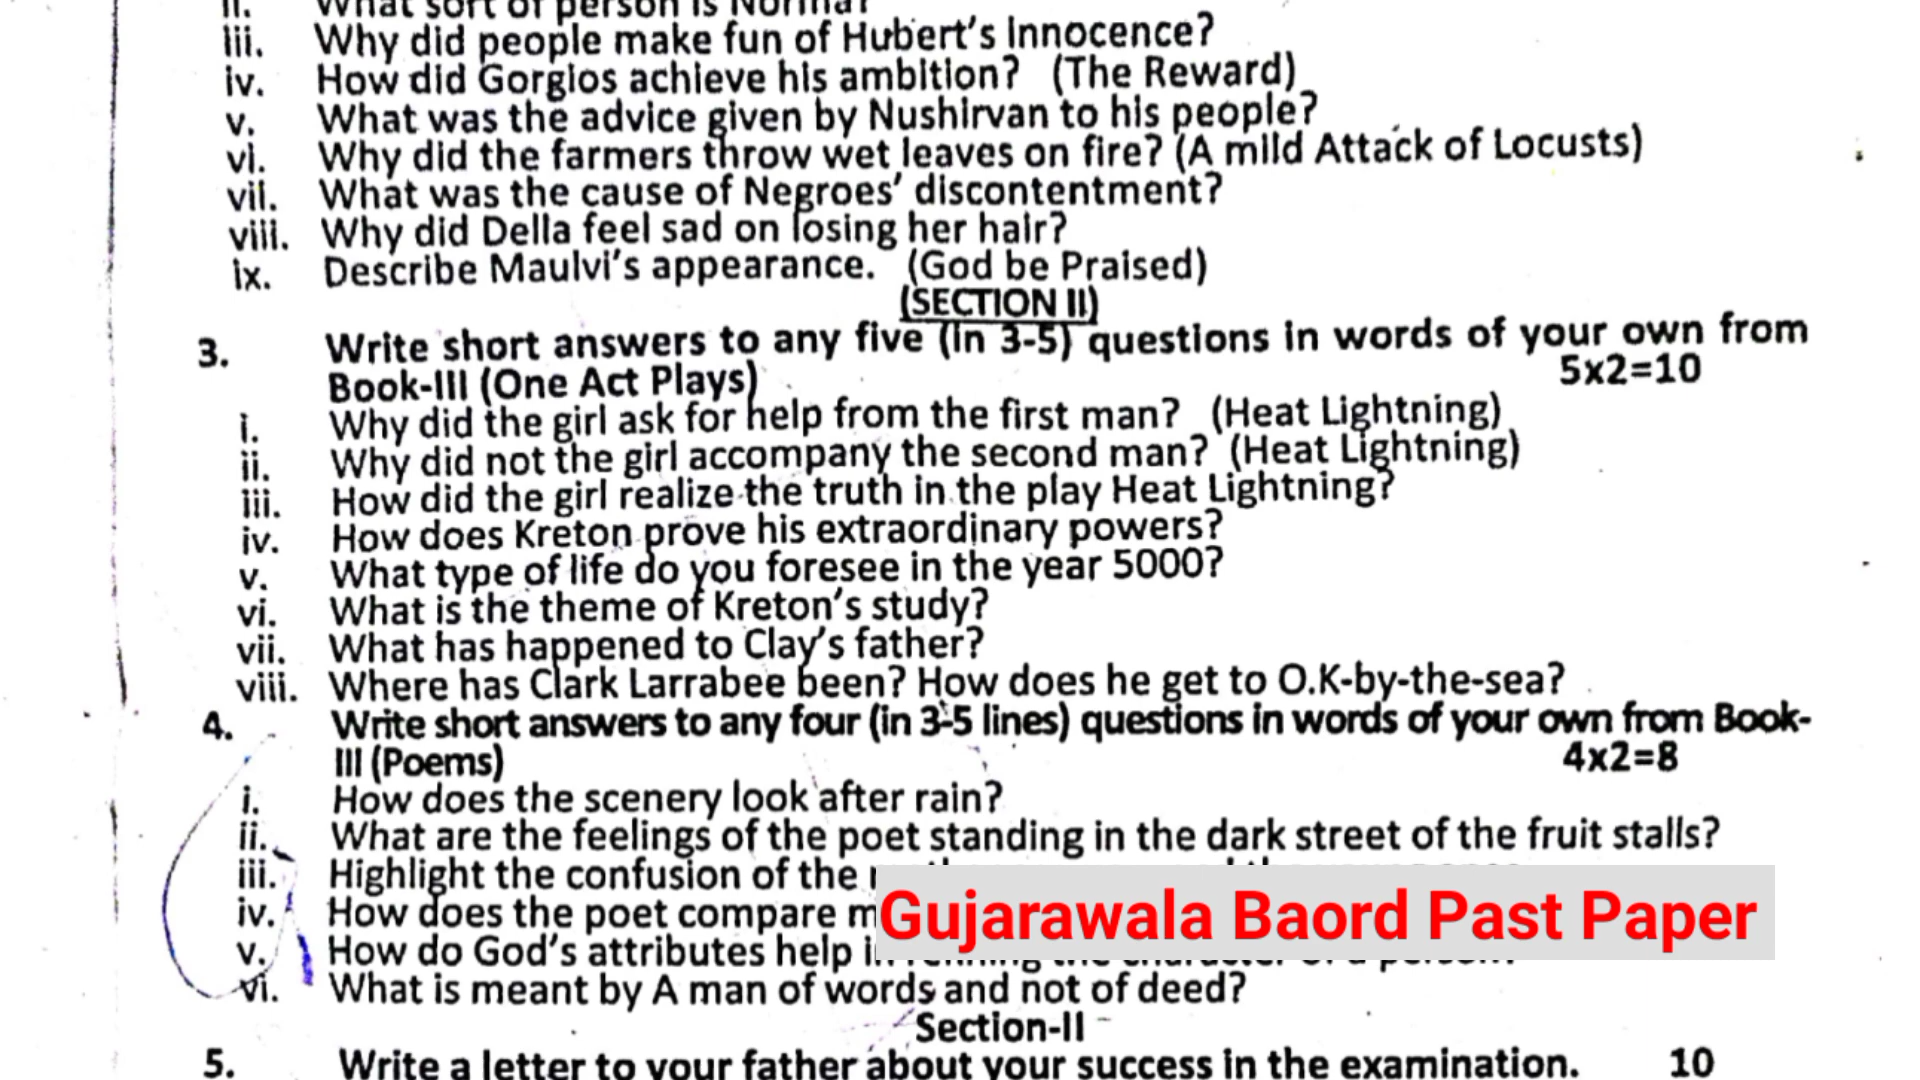 ii. What sort of person is Norma?
iii. Why did people make fun of Hubert's Innocence?
iv. How did Gorgios achieve his ambition? (The Reward)
v. What was the advice given by Nushirvan to his people?
vi. Why did the farmers throw wet leaves on fire? (A mild Attack of Locusts)
vii. What was the cause of Negroes' discontentment?
viii. Why did Della feel sad on losing her hair?
ix. Describe Maulvi's appearance. (God be Praised)
(SECTION II)
3. Write short answers to any five (in 3-5) questions in words of your own from
Book-III (One Act Plays) 5x2=10
i. Why did the girl ask for help from the first man? (Heat Lightning)
ii. Why did not the girl accompany the second man? (Heat Lightning)
iii. How did the girl realize the truth in the play Heat Lightning?
iv. How does Kreton prove his extraordinary powers?
v. What type of life do you foresee in the year 5000?
vi. What is the theme of Kreton's study?
vii. What has happened to Clay's father?
viii. Where has Clark Larrabee been? How does he get to O.K-by-the-sea?
4. Write short answers to any four (in 3-5 lines) questions in words of your own from Book-
III (Poems) 4x2=8
i. How does the scenery look after rain?
ii. What are the feelings of the poet standing in the dark street of the fruit stalls?
iii. Highlight the confusion of the
iv. How does the poet compare
Gujarawala Baord Past Paper
v. How do God's attributes help
vi. What is meant by A man of words and not of deed?
Section-II
5. Write a letter to your father about your success in the examination. 10